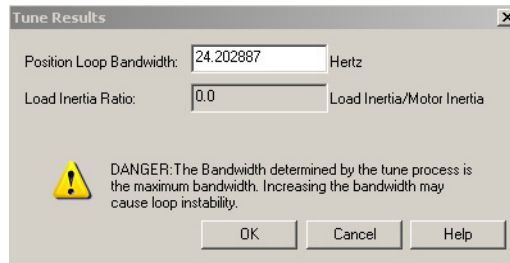 Tune Results
Position Loop Bandwidth: 24.202887 Hertz
Load Inertia Ratio: 0.0 Load Inertia/Motor Inertia
DANGER:The Bandwidth determined by the tune process is
the maximum bandwidth. Increasing the bandwidth may
cause loop instability.
OK Cancel Help